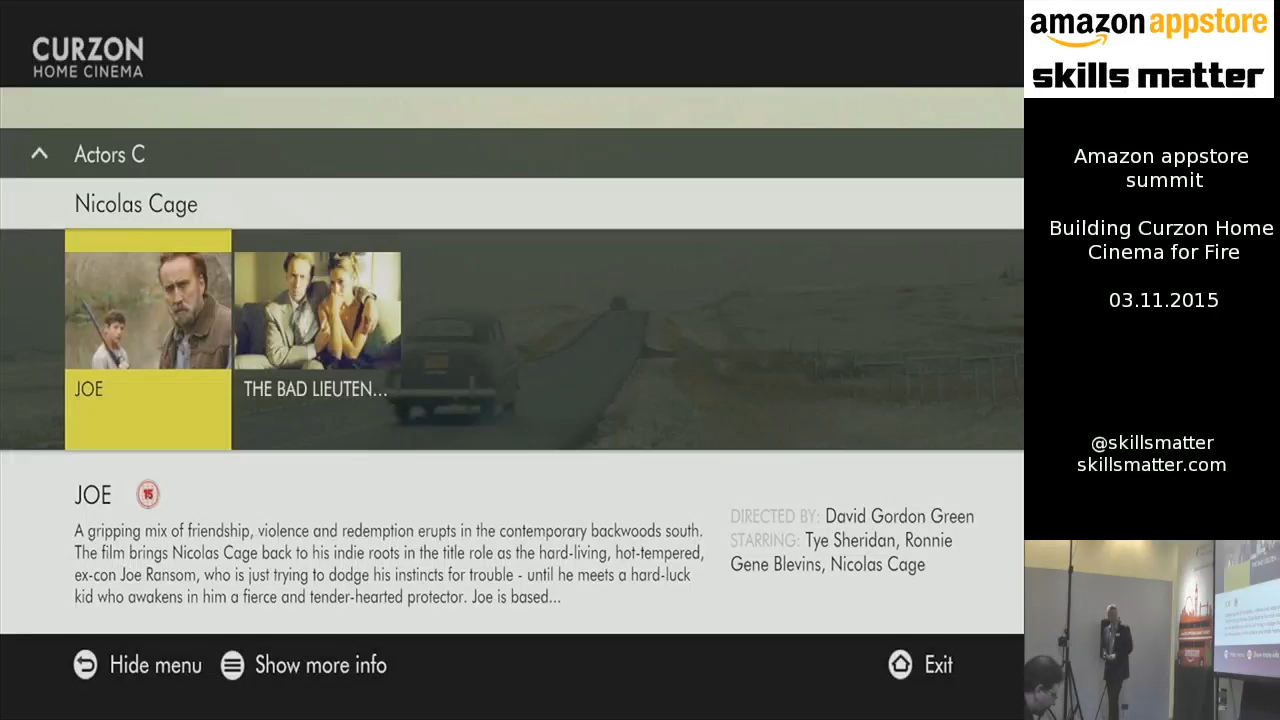 CURZON
HOME CINEMA
Actors C
Nicolas Cage
JOE
THE BAD LIEUTEN...
JOE
15
A gripping mix of friendship, violence and redemption erupts in the contemporary backwoods south.
The film brings Nicolas Cage back to his indie roots in the title role as the hard-living, hot-tempered,
ex-con Joe Ransom, who is just trying to dodge his instincts for trouble - until he meets a hard-luck
kid who awakens in him a fierce and tender-hearted protector. Joe is based...
DIRECTED BY: David Gordon Green
STARRING: Tye Sheridan, Ronnie
Gene Blevins, Nicolas Cage
Hide menu
Show more info
Exit
amazon appstore
skills matter
Amazon appstore
summit
Building Curzon Home
Cinema for Fire
03.11.2015
@skillsmatter
skillsmatter.com